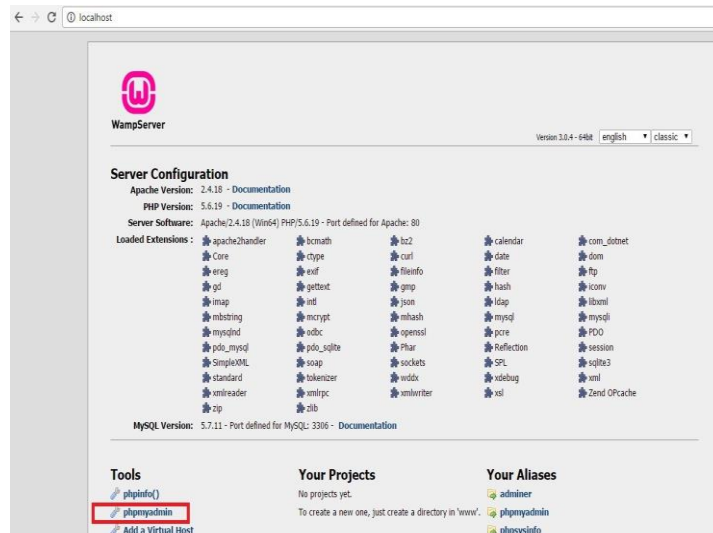 localhost
WampServer
Version 3.0.4 - 64bit english classic
Server Configuration
Apache Version: 2.4.18 - Documentation
PHP Version: 5.6.19 - Documentation
Server Software: Apache/2.4.18 (Win64) PHP/5.6.19 - Port defined for Apache: 80
Loaded Extensions : apache2handler bcmath bz2 calendar com_dotnet
Core ctype curl date dom
ereg exif fileinfo filter ftp
gd gettext gmp hash iconv
imap intl json ldap libxml
mbstring mcrypt mhash mysql mysqli
mysqlnd odbc openssl pcre PDO
pdo_mysql pdo_sqlite Phar Reflection session
SimpleXML soap sockets SPL sqlite3
standard tokenizer wddx xdebug xml
xmlreader xmlrpc xmlwriter xsl Zend OPcache
zip zlib
MySQL Version: 5.7.11 - Port defined for MySQL: 3306 - Documentation
Tools Your Projects Your Aliases
phpinfo() No projects yet. adminer
phpmyadmin To create a new one, just create a directory in 'www'. phpmyadmin
Add a Virtual Host phpsysinfo